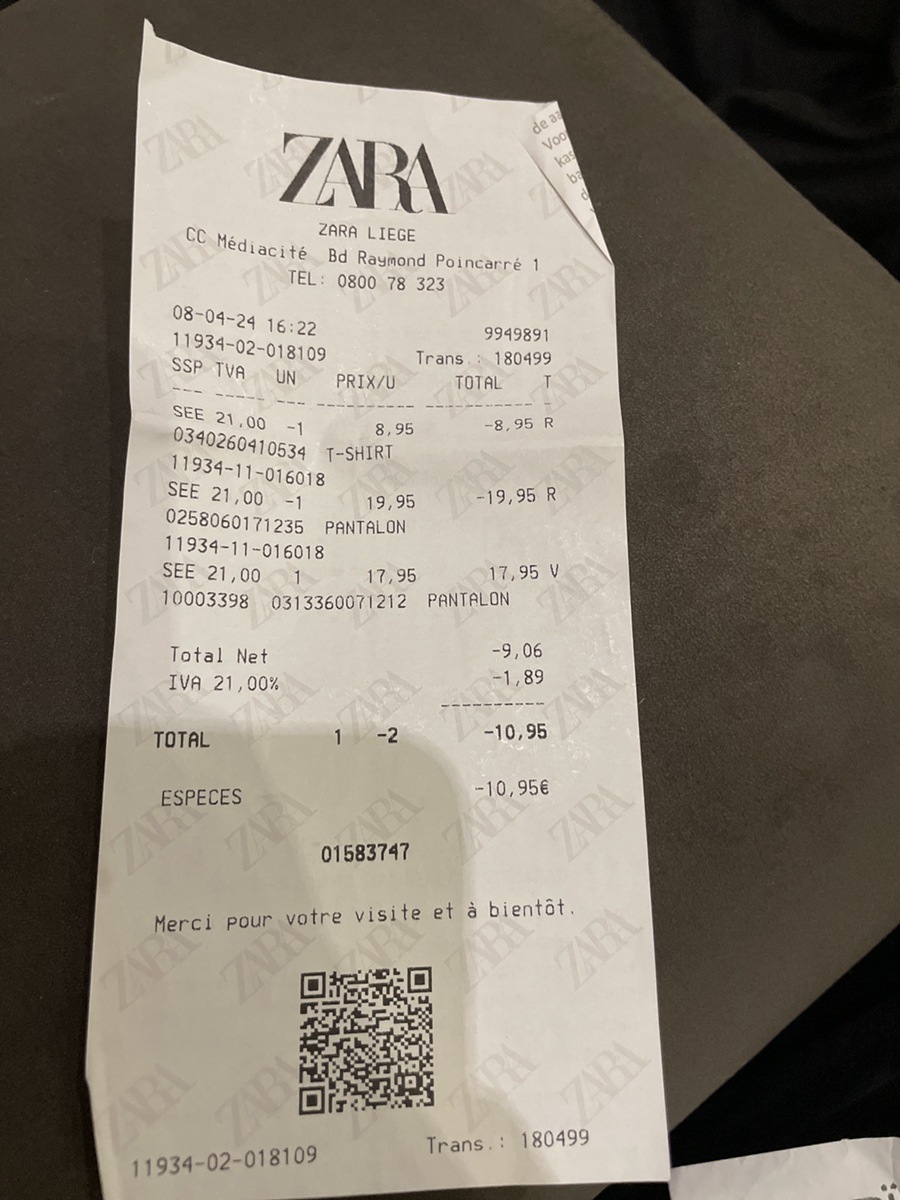 ZARA
ZARA LIEGE
CC Médiacité Bd Raymond Poincarré 1
TEL: 0800 78 323
08-04-24 16:22 9949891
11934-02-018109 Trans.: 180499
SSP TVA UN PRIX/U TOTAL T
SEE 21,00 -1 8,95 -8,95 R
0340260410534 T-SHIRT
11934-11-016018
SEE 21,00 -1 19,95 -19,95 R
0258060171235 PANTALON
11934-11-016018
SEE 21,00 1 17,95 17,95 V
10003398 0313360071212 PANTALON
Total Net -9,06
IVA 21,00% -1,89
TOTAL 1 -2 -10,95
ESPECES -10,95€
01583747
Merci pour votre visite et à bientôt.
11934-02-018109 Trans.: 180499